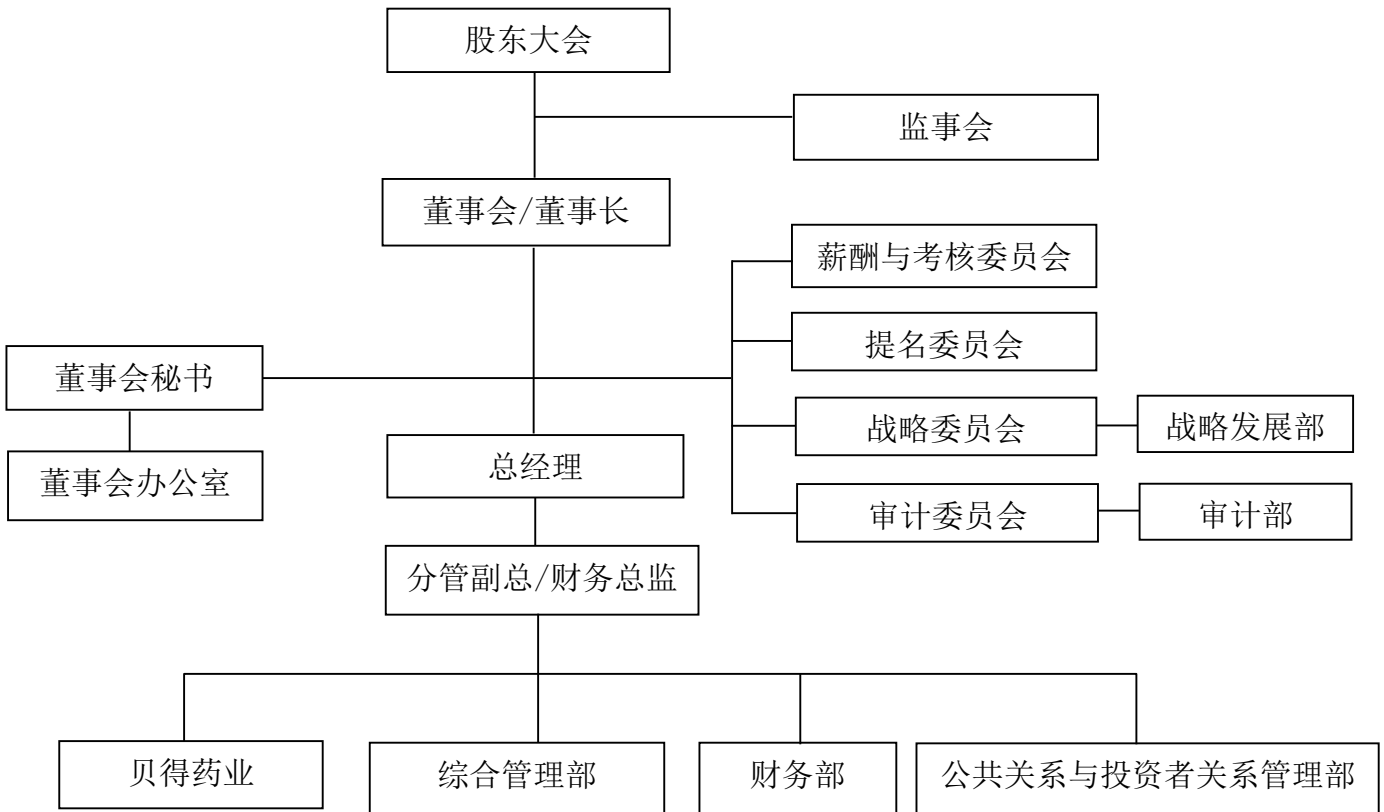 股东大会
监事会
董事会/董事长
薪酬与考核委员会
提名委员会
董事会秘书
战略委员会
战略发展部
总经理
董事会办公室
审计委员会
审计部
分管副总/财务总监
贝得药业
综合管理部
财务部
公共关系与投资者关系管理部